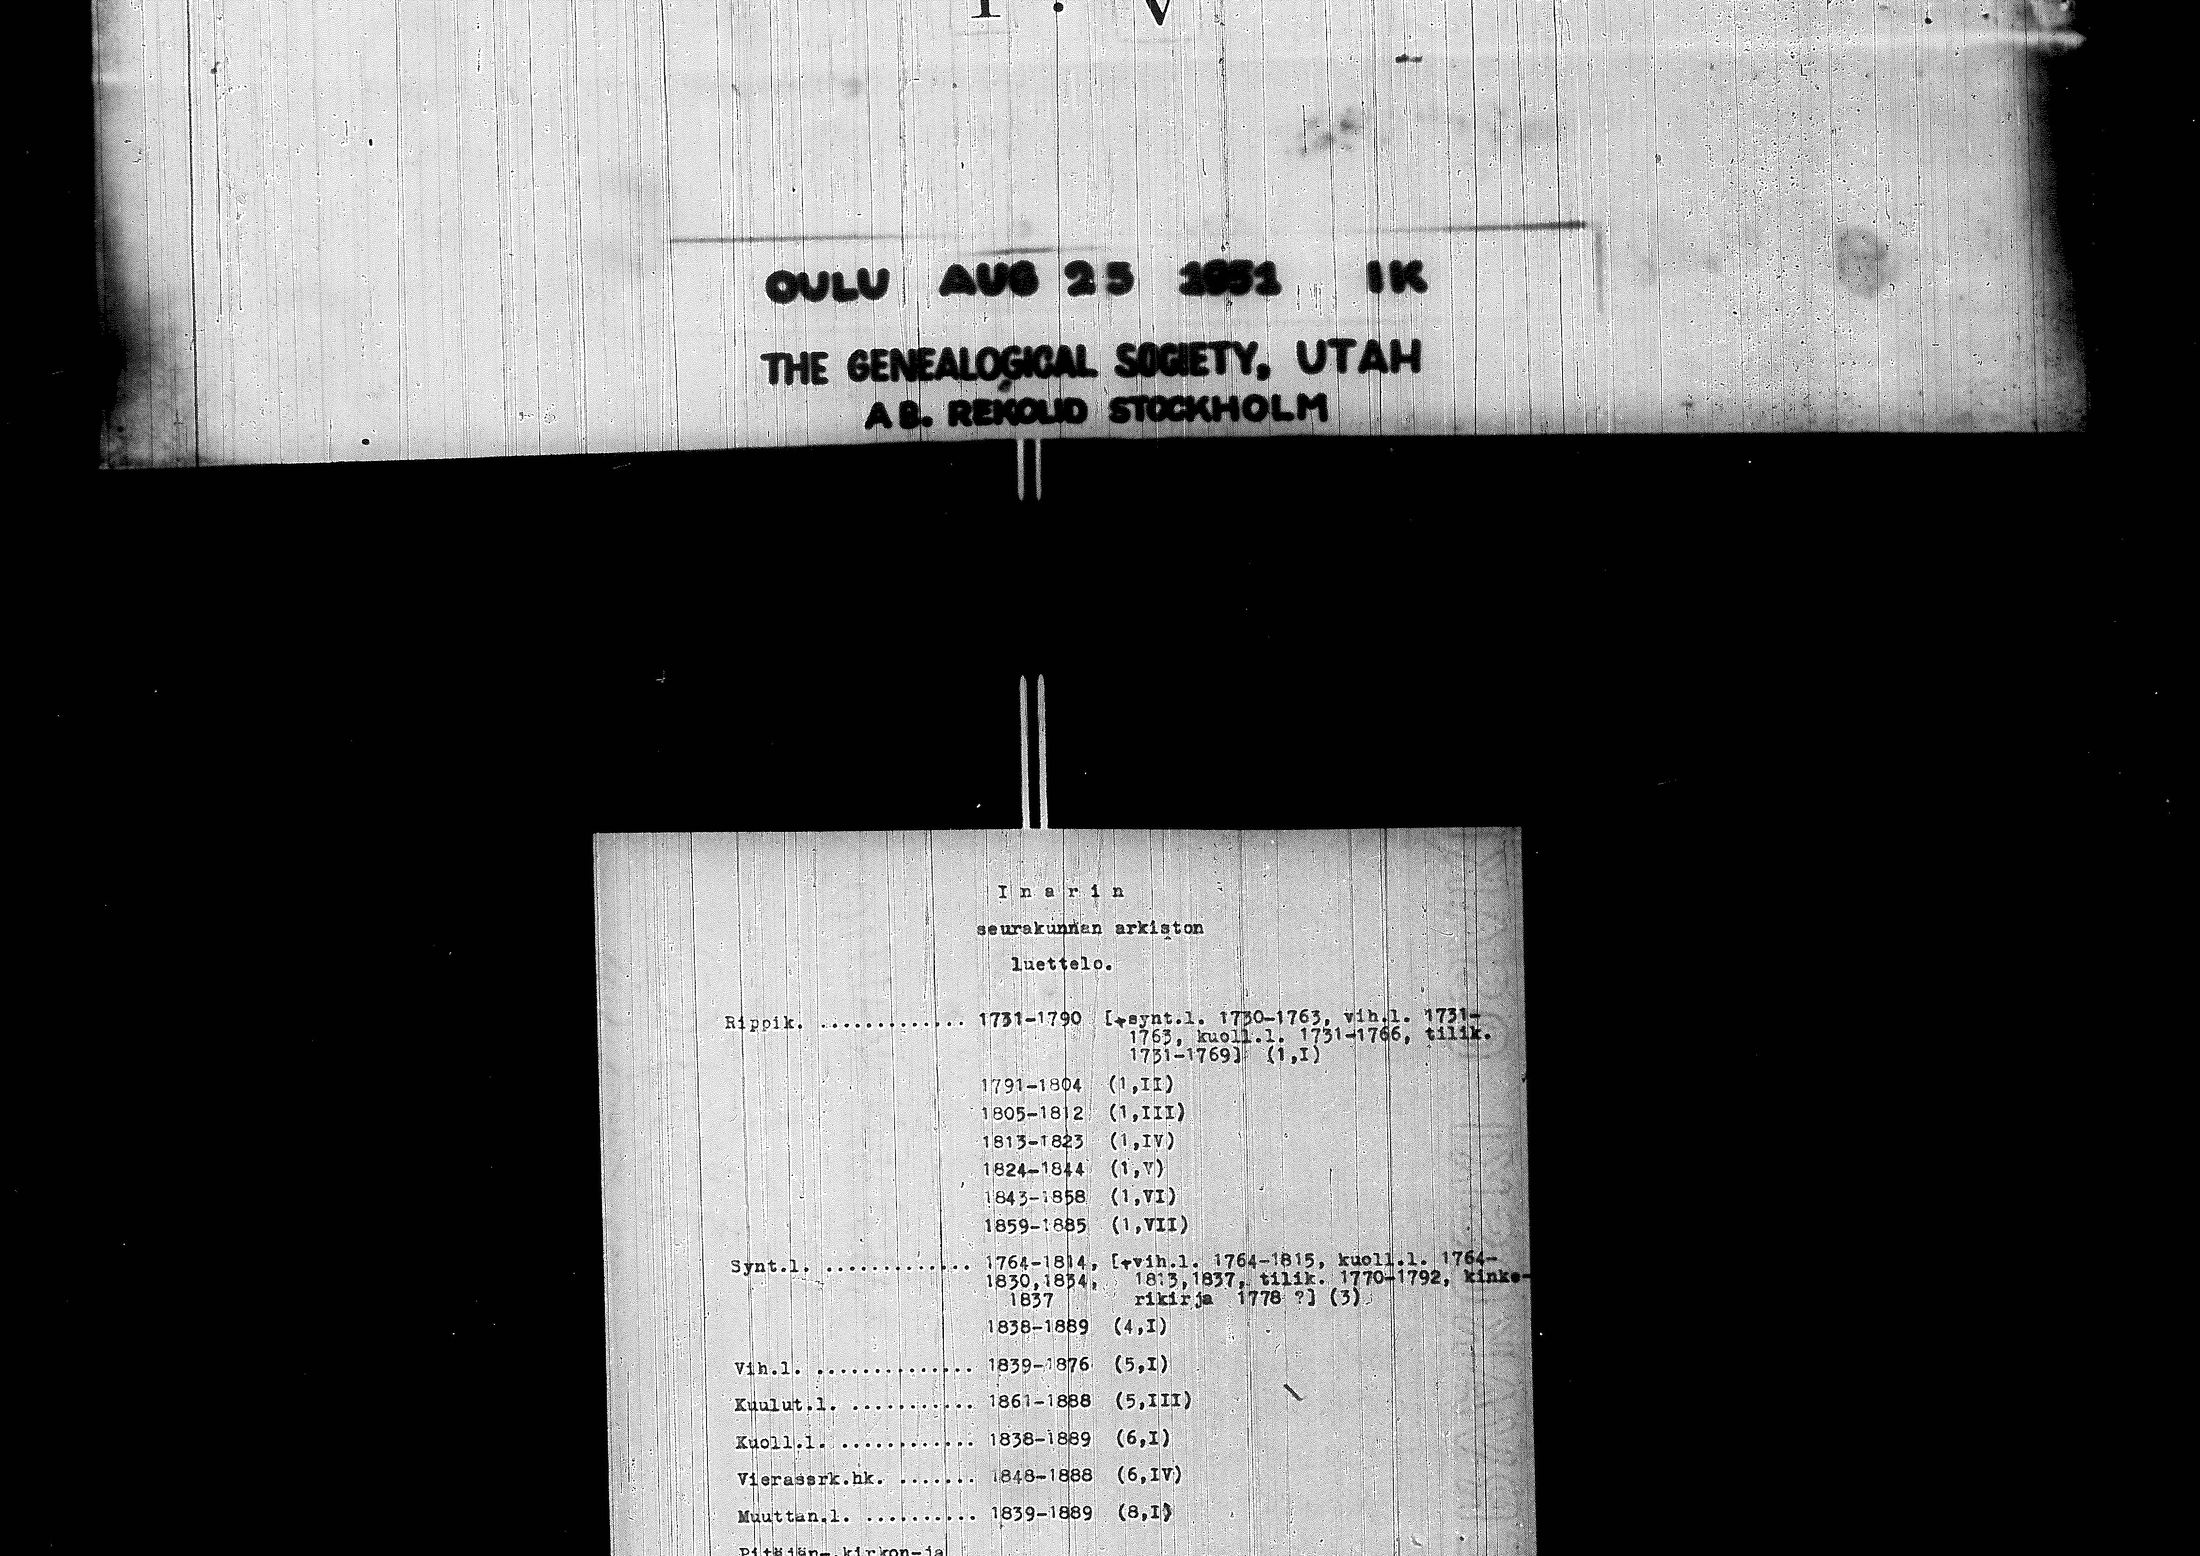 OULU AUG 25 1951 IK
THE GENEALOGICAL SOCIETY, UTAH
AB. REKOLID STOCKHOLM
Inarin
seurakunnan arkiston
luettelo.
Rippik. ............. 1731-1790 [+synt.l. 1730-1763, vih.l. 1731-
1763, kuoll.l. 1731-1766, tilik.
1731-1769] (1,I)
1791-1804 (1,II)
1805-1812 (1,III)
1813-1823 (1,IV)
1824-1844 (1,V)
1843-1858 (1,VI)
1859-1885 (1,VII)
Synt.l. ............. 1764-1814, [+vih.l. 1764-1815, kuoll.l. 1764-
1830,1834, 1813,1837, tilik. 1770-1792, kinke-
1837 rikirja 1778 ?] (3)
1838-1889 (4,I)
Vih.l. .............. 1839-1876 (5,I)
Kuulut.l. ........... 1861-1888 (5,III)
Kuoll.l. ............ 1838-1889 (6,I)
Vierassrk.hk. ....... 1848-1888 (6,IV)
Muuttan.l. .......... 1839-1889 (8,I)
Pitäjän-,kirkon-ja